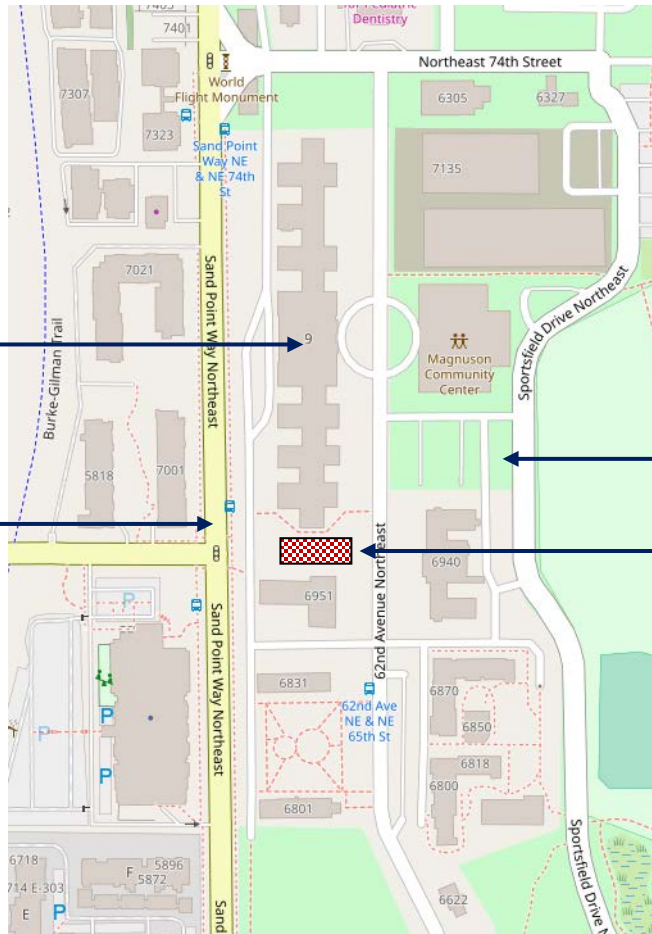 7403
7401
for Pediatric
Dentistry
Northeast 74th Street
World
Flight Monument
7307
7323
6305
6327
Sand Point
Way NE
& NE 74th
St
7135
7021
Sand Point Way Northeast
Sportsfield Drive Northeast
9
Magnuson
Community
Center
Burke-Gilman Trail
5818
7001
62nd Avenue Northeast
6940
6951
P
Sand Point Way Northeast
6831
62nd Ave
NE & NE
65th St
6870
6850
6818
6800
P
P
P
6801
Sportsfield Drive N
6718
714 E-303
E
F
5896
5872
P
Sand
6622